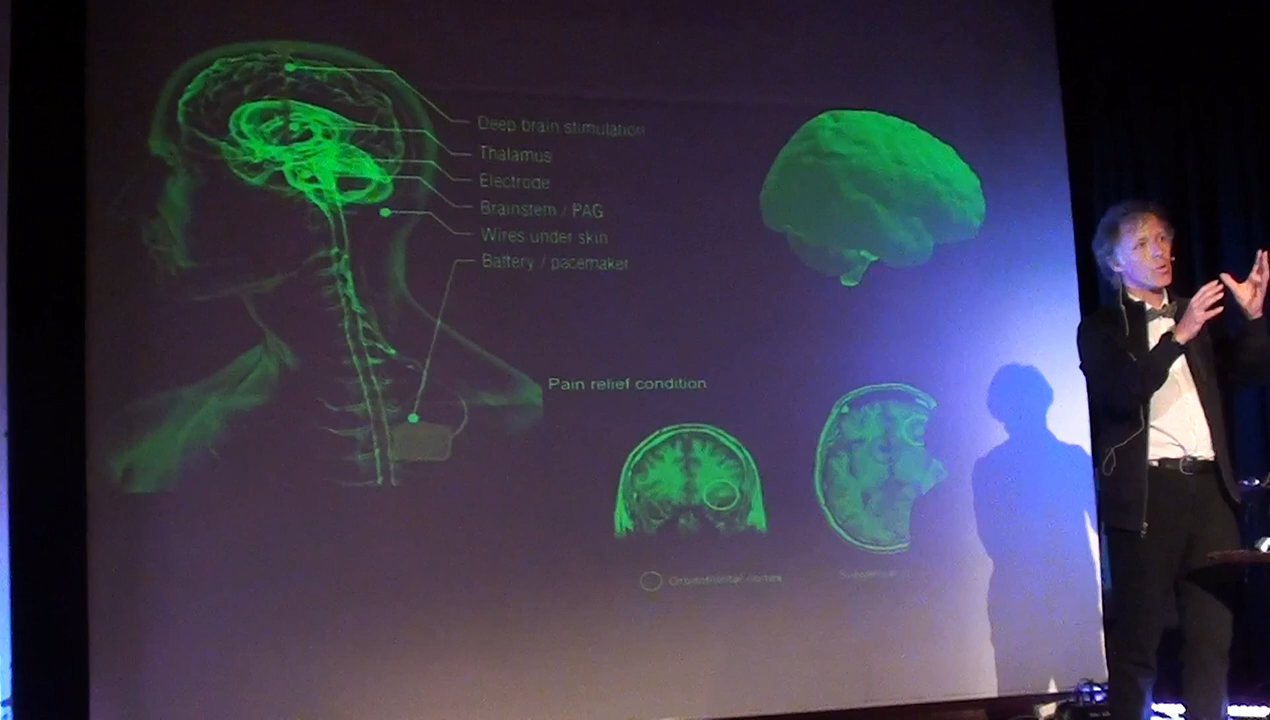 Deep brain stimulation
Thalamus
Electrode
Brainstem / PAG
Wires under skin
Battery / pacemaker
Pain relief condition
Orbitofrontal cortex